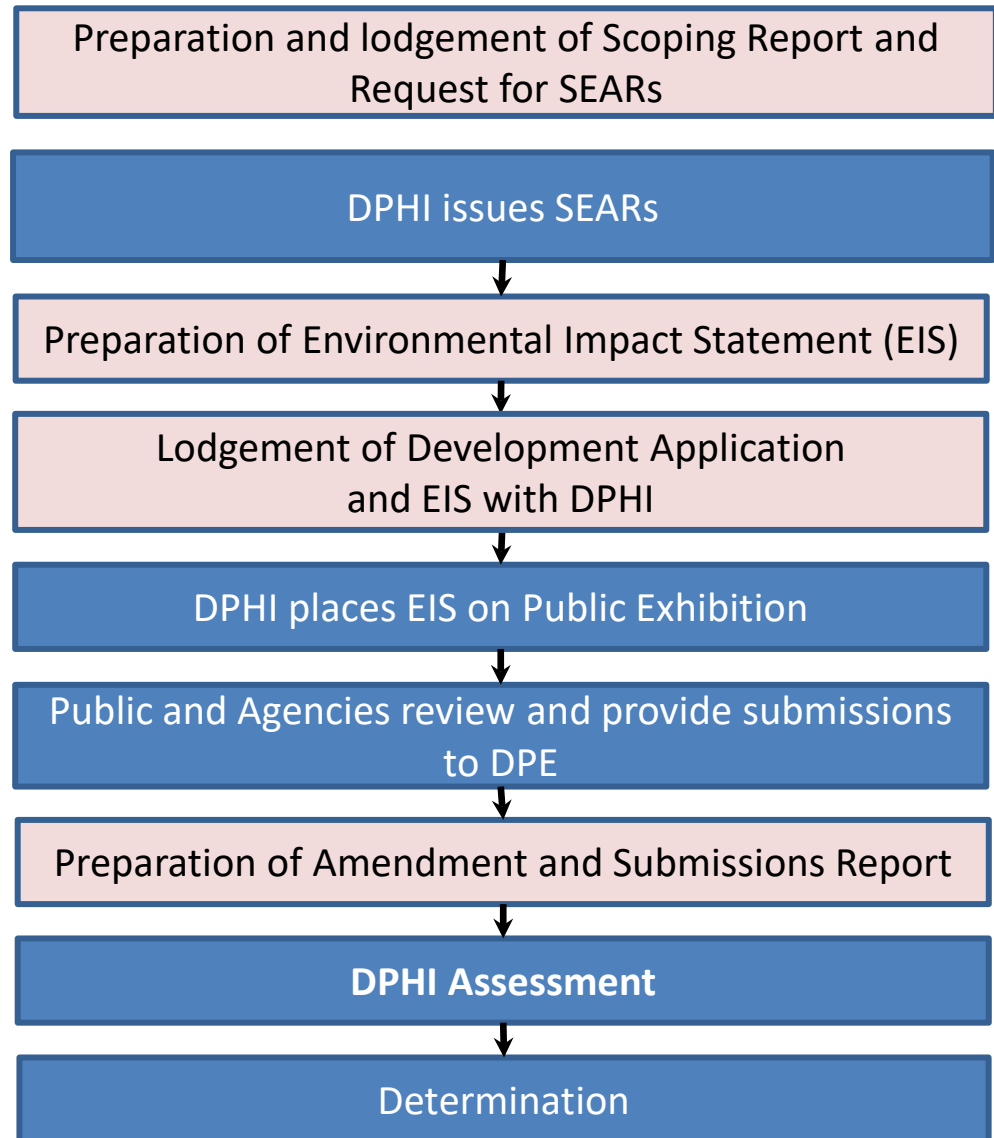 Preparation and lodgement of Scoping Report and
Request for SEARs
DPHI issues SEARs
Preparation of Environmental Impact Statement (EIS)
Lodgement of Development Application
and EIS with DPHI
DPHI places EIS on Public Exhibition
Public and Agencies review and provide submissions
to DPE
Preparation of Amendment and Submissions Report
DPHI Assessment
Determination